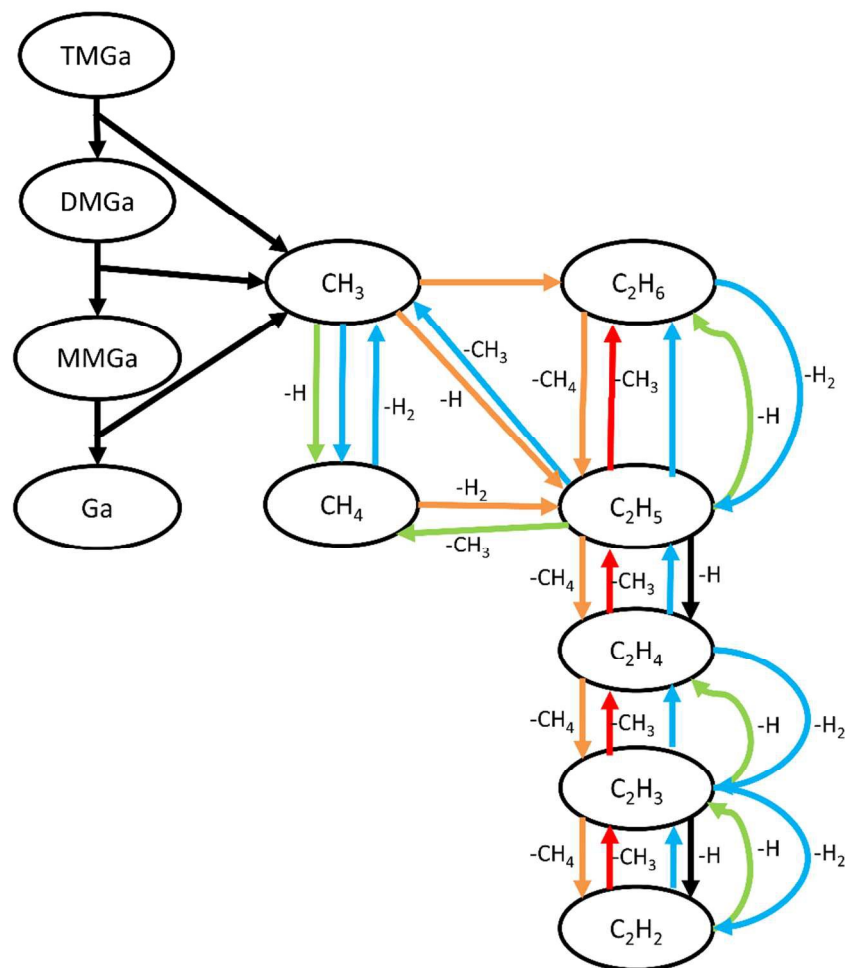 TMGa
DMGa
CH₃
C₂H₆
MMGa
-CH₃
-CH₄
-CH₃
-H₂
-H
-H₂
-H
-H
Ga
CH₄
-H₂
C₂H₅
-CH₃
-CH₄
-CH₃
-H
C₂H₄
-CH₄
-CH₃
-H
-H₂
C₂H₃
-CH₄
-CH₃
-H
-H
-H₂
C₂H₂